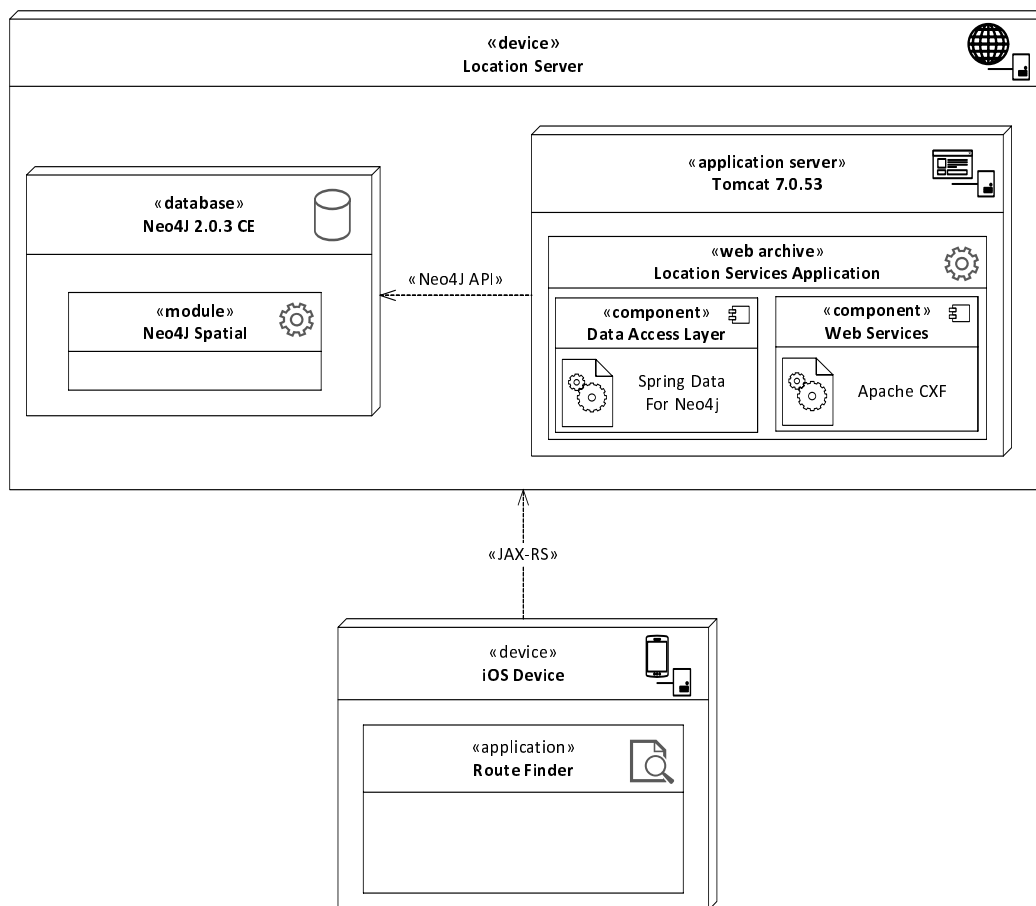 «device»
Location Server
«database»
Neo4J 2.0.3 CE
«module»
Neo4J Spatial
«Neo4J API»
«application server»
Tomcat 7.0.53
«web archive»
Location Services Application
«component»
Data Access Layer
Spring Data
For Neo4j
«component»
Web Services
Apache CXF
«JAX-RS»
«device»
iOS Device
«application»
Route Finder